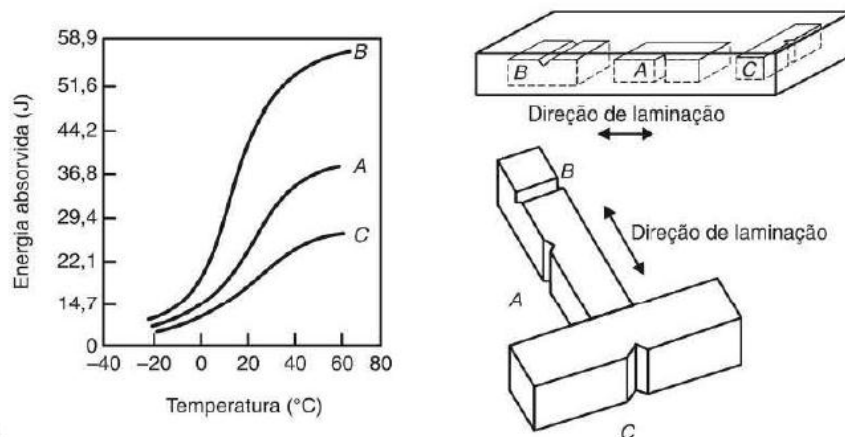 58,9
51,6
44,2
36,8
29,4
22,1
14,7
0
Energia absorvida (J)
B
A
C
–40 –20 0 20 40 60 80
Temperatura (°C)
B A C
Direção de laminação
B
Direção de laminação
A
C